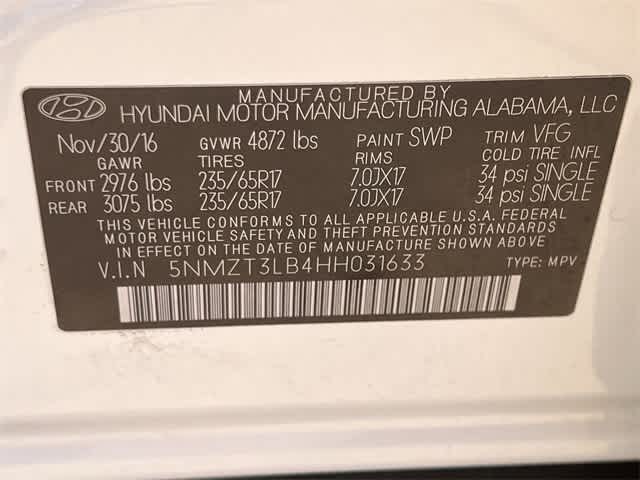 MANUFACTURED BY
HYUNDAI MOTOR MANUFACTURING ALABAMA, LLC
Nov/30/16 GVWR 4872 lbs PAINT SWP TRIM VFG
GAWR TIRES RIMS COLD TIRE INFL
FRONT 2976 lbs 235/65R17 7.0JX17 34 psi SINGLE
REAR 3075 lbs 235/65R17 7.0JX17 34 psi SINGLE
THIS VEHICLE CONFORMS TO ALL APPLICABLE U.S.A. FEDERAL
MOTOR VEHICLE SAFETY AND THEFT PREVENTION STANDARDS
IN EFFECT ON THE DATE OF MANUFACTURE SHOWN ABOVE.
V.I.N 5NMZT3LB4HH031633 TYPE: MPV